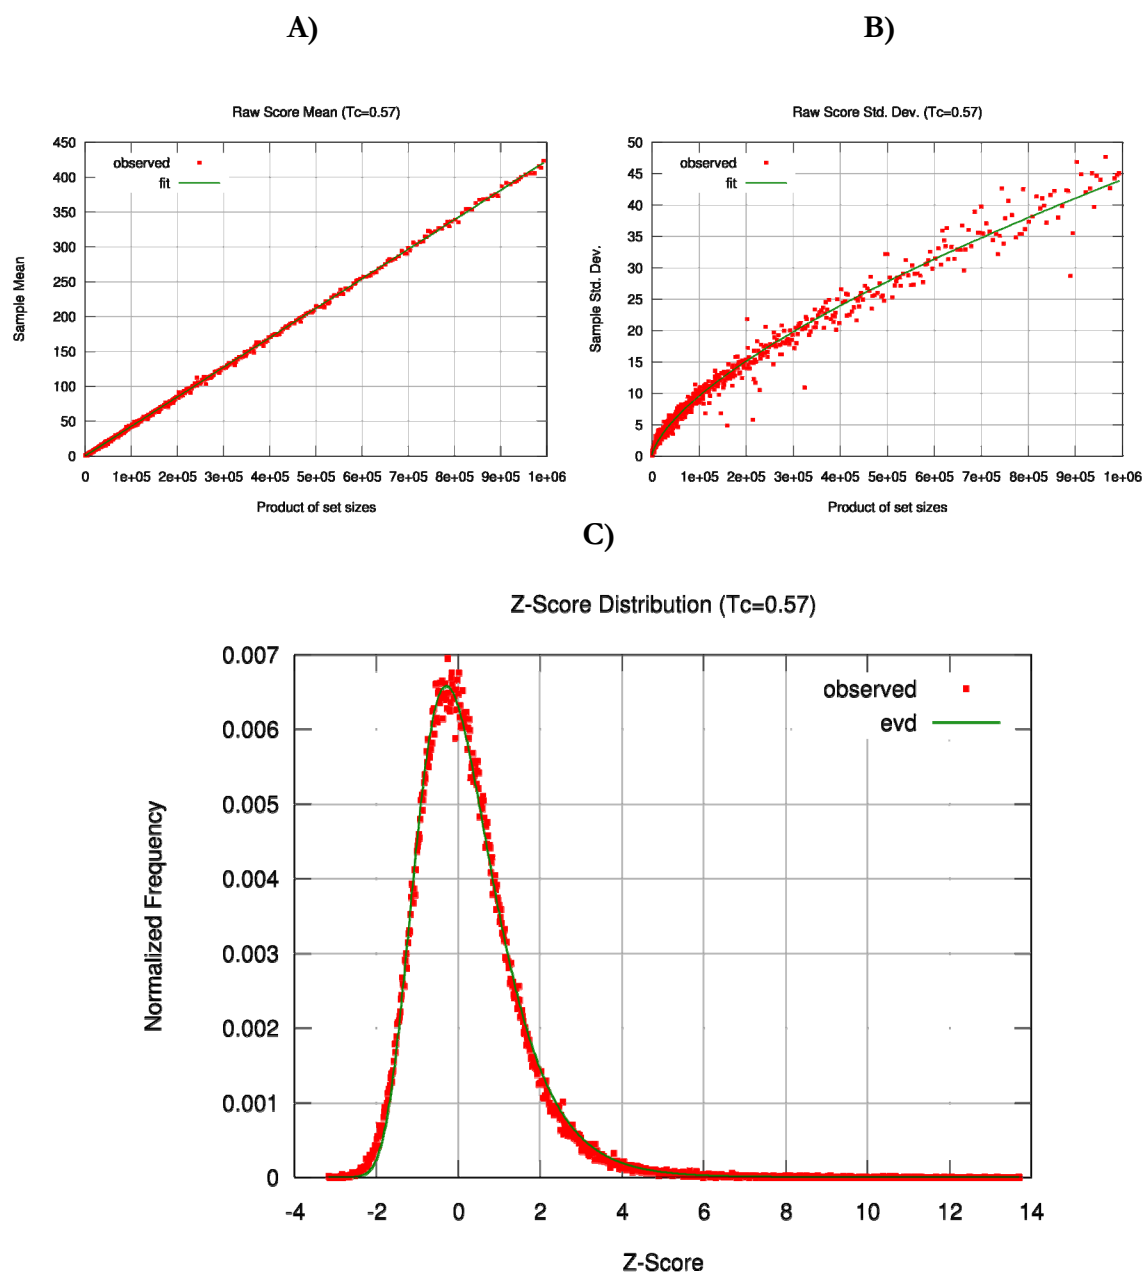 A)
Raw Score Mean (Tc=0.57)
450
400
350
300
250
200
150
100
50
0
observed
fit
Sample Mean
0 1e+05 2e+05 3e+05 4e+05 5e+05 6e+05 7e+05 8e+05 9e+05 1e+06
Product of set sizes
B)
Raw Score Std. Dev. (Tc=0.57)
50
45
40
35
30
25
20
15
10
5
0
observed
fit
Sample Std. Dev.
0 1e+05 2e+05 3e+05 4e+05 5e+05 6e+05 7e+05 8e+05 9e+05 1e+06
Product of set sizes
C)
Z-Score Distribution (Tc=0.57)
0.007
0.006
0.005
0.004
0.003
0.002
0.001
0
observed
evd
Normalized Frequency
-4 -2 0 2 4 6 8 10 12 14
Z-Score